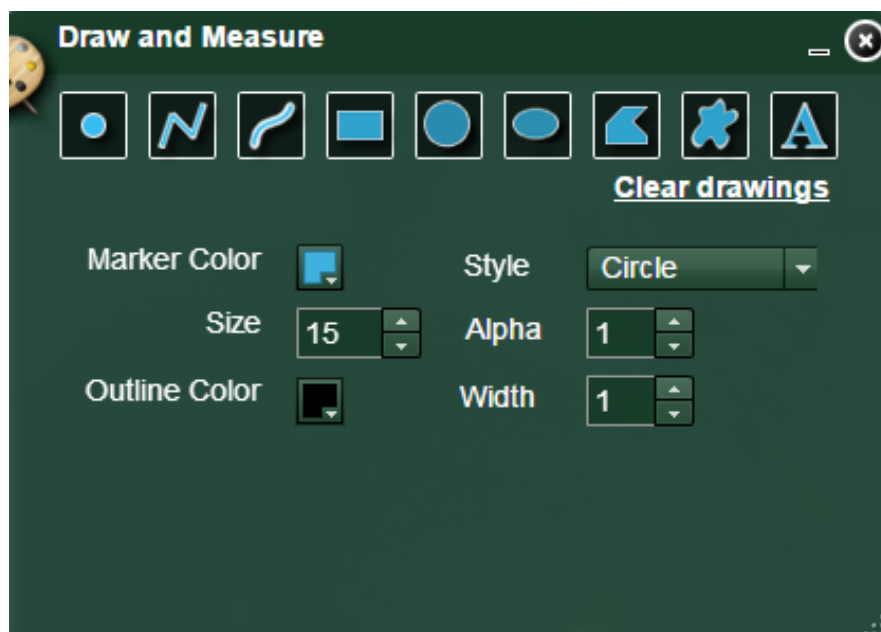 Draw and Measure
A
Clear drawings
Marker Color Style Circle
Size 15 Alpha 1
Outline Color Width 1